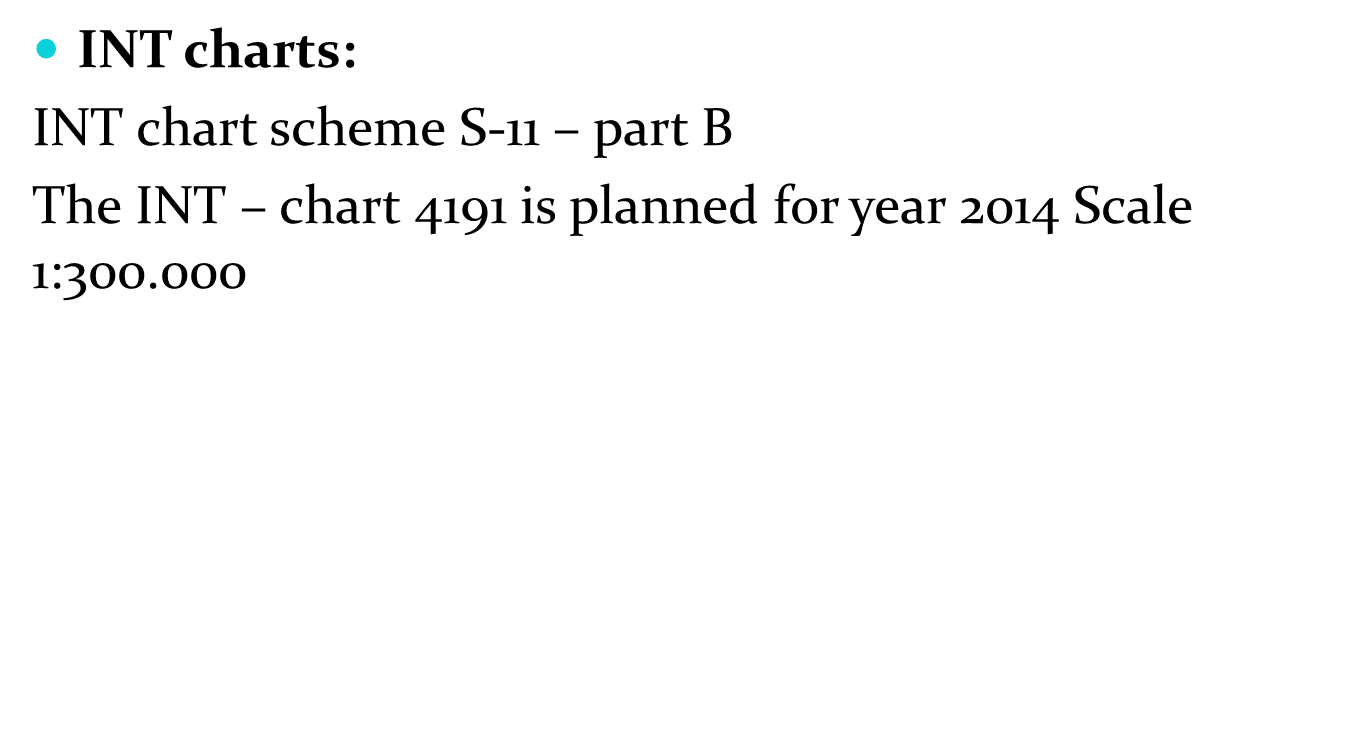 • INT charts:
INT chart scheme S-11 – part B
The INT – chart 4191 is planned for year 2014 Scale
1:300.000